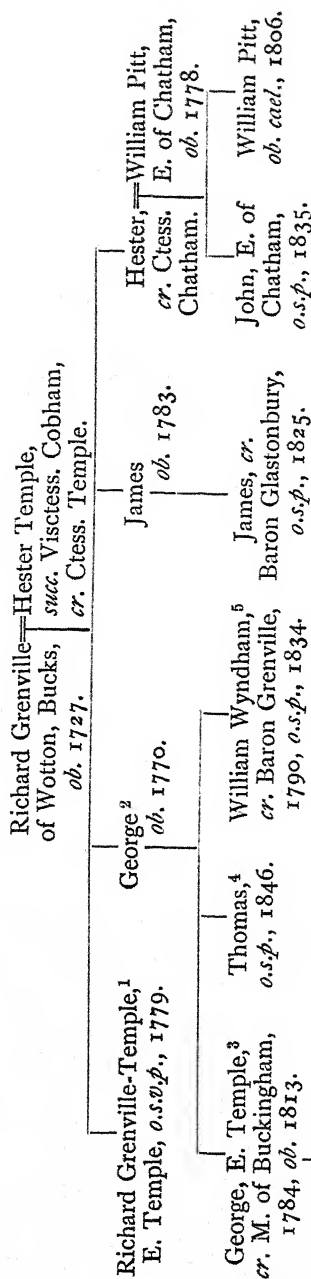 Richard Grenville=Hester Temple,
of Wotton, Bucks, succ. Visctess. Cobham,
ob. 1727. cr. Ctess. Temple.
Richard Grenville-Temple,¹
E. Temple, o.s.v.p., 1779.
George ²
ob. 1770.
James
ob. 1783.
Hester,=William Pitt,
cr. Ctess. E. of Chatham,
Chatham. ob. 1778.
George, E. Temple,³
cr. M. of Buckingham,
1784, ob. 1813.
Thomas,⁴
o.s.p., 1846.
William Wyndham,⁵
cr. Baron Grenville,
1790, o.s.p., 1834.
James, cr.
Baron Glastonbury,
o.s.p., 1825.
John, E. of
Chatham,
o.s.p., 1835.
William Pitt,
ob. cael., 1806.